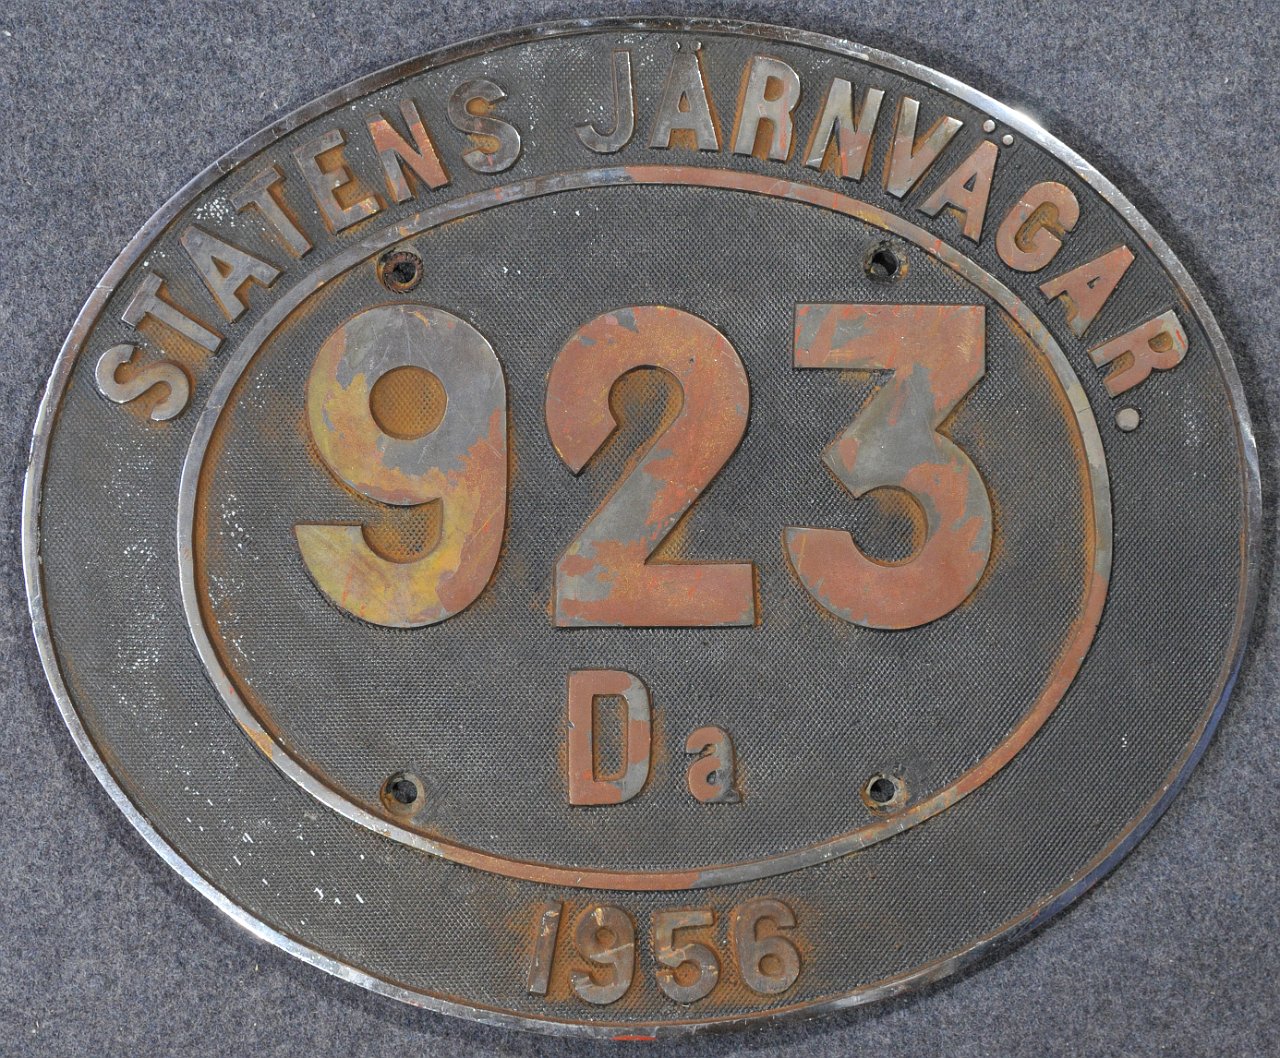 STATENS JÄRNVÄGAR.
923
Da
1956